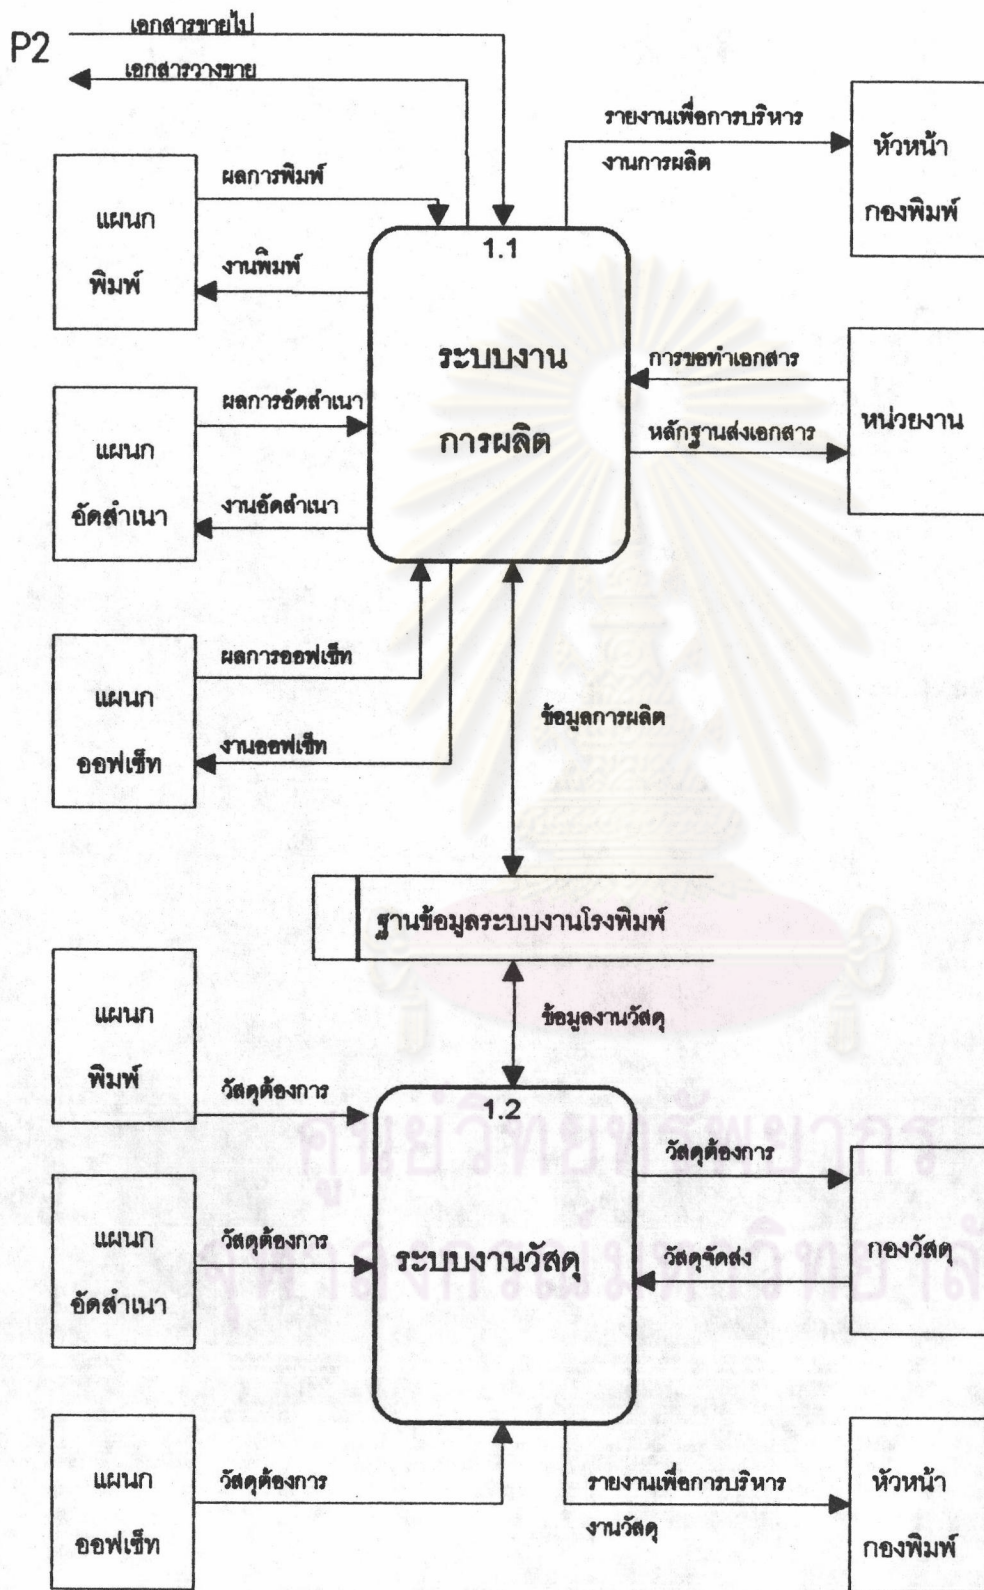 เอกสารขายไป
P2
เอกสารวางขาย
รายงานเพื่อการบริหาร
งานการผลิต
หัวหน้า
กองพิมพ์
ผลการพิมพ์
แผนก
พิมพ์
งานพิมพ์
1.1
ระบบงาน
การผลิต
การขอทำเอกสาร
หน่วยงาน
หลักฐานส่งเอกสาร
ผลการอัดสำเนา
แผนก
อัดสำเนา
งานอัดสำเนา
ผลการออฟเซ็ท
แผนก
ออฟเซ็ท
งานออฟเซ็ท
ข้อมูลการผลิต
ฐานข้อมูลระบบงานโรงพิมพ์
ข้อมูลงานวัสดุ
แผนก
พิมพ์
วัสดุต้องการ
1.2
ระบบงานวัสดุ
วัสดุต้องการ
กองวัสดุ
วัสดุจัดส่ง
แผนก
อัดสำเนา
วัสดุต้องการ
แผนก
ออฟเซ็ท
วัสดุต้องการ
รายงานเพื่อการบริหาร
งานวัสดุ
หัวหน้า
กองพิมพ์
ศูนย์วิทยทรัพยากร